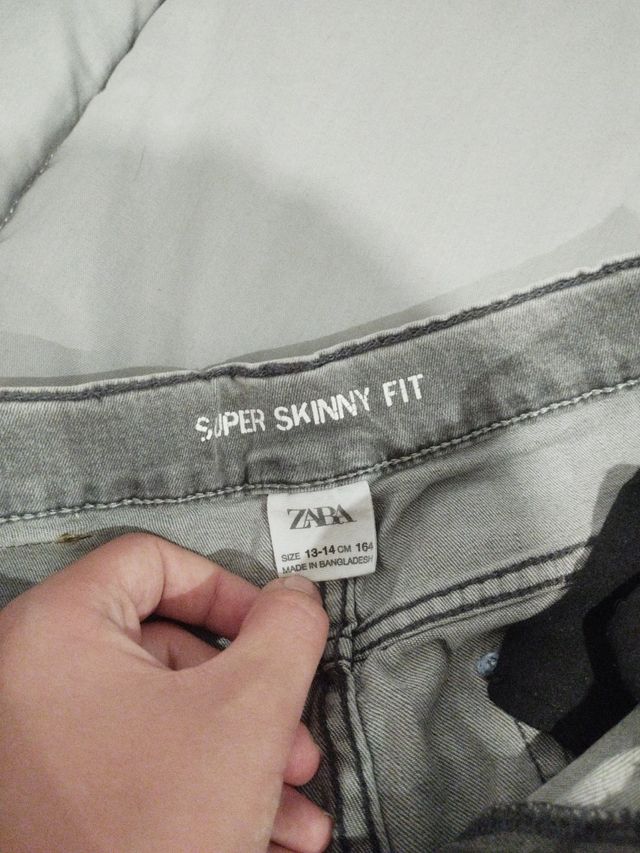 SUPER SKINNY FIT
ZARA
SIZE 13-14 CM 164
MADE IN BANGLADESH